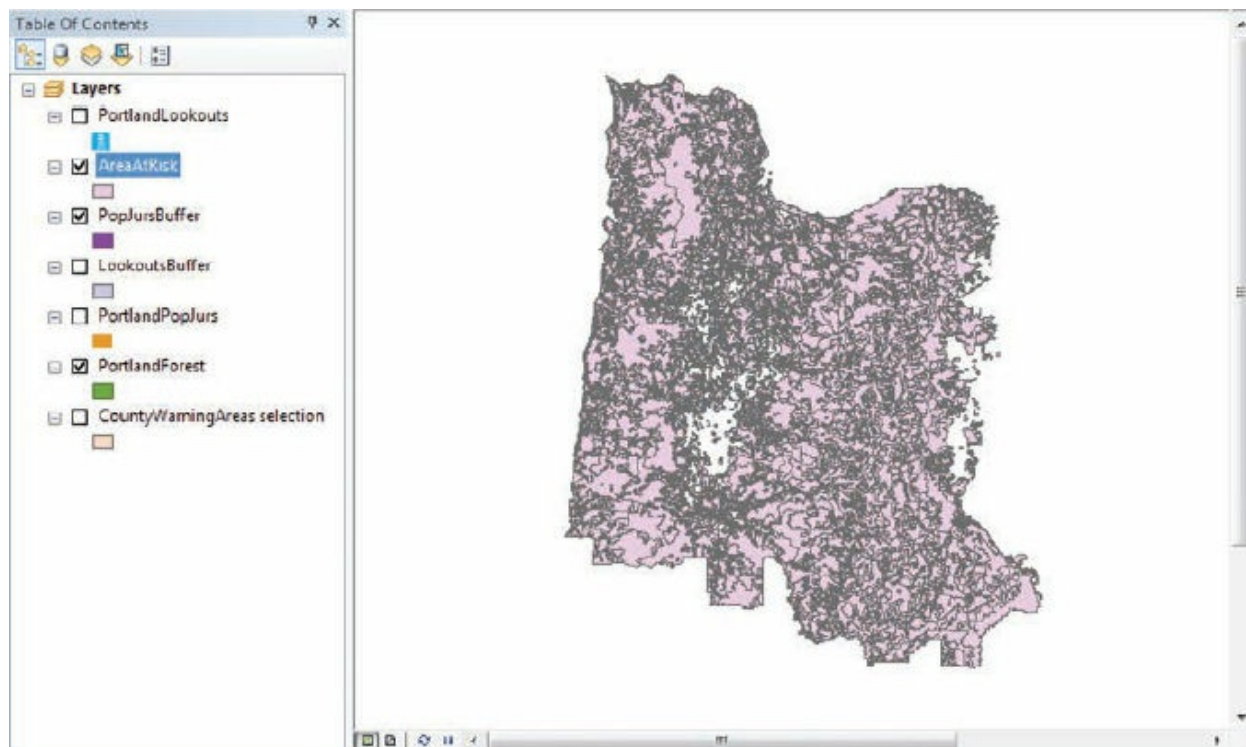 Table Of Contents
Layers
PortlandLookouts
AreaAtRisk
PopJursBuffer
LookoutsBuffer
PortlandPopJurs
PortlandForest
CountyWarningAreas selection